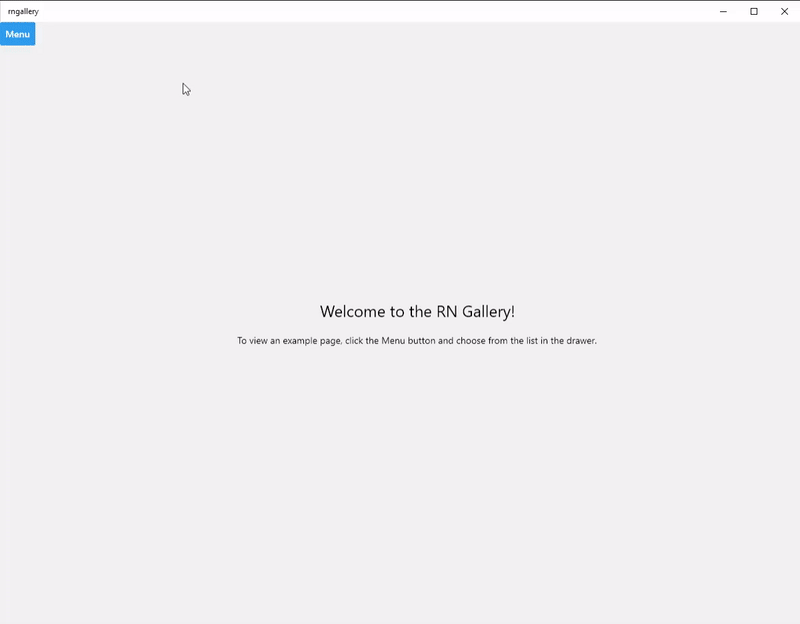 rngallery
Menu
Welcome to the RN Gallery!
To view an example page, click the Menu button and choose from the list in the drawer.